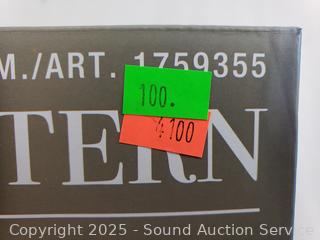 M./ART. 1759355
100.
100
TERN
Copyright 2025 - Sound Auction Service